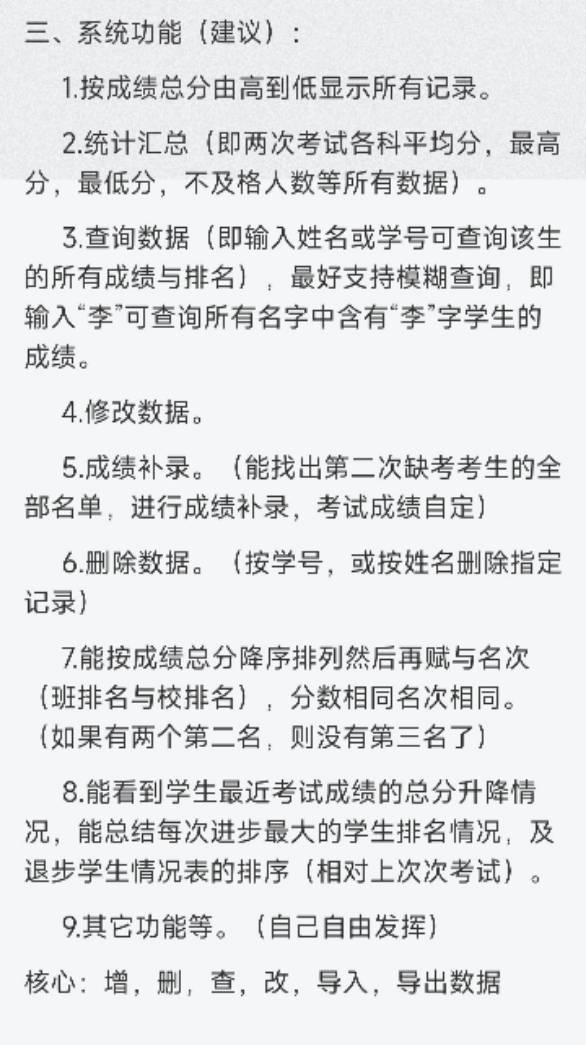 三、系统功能（建议）:
1.按成绩总分由高到低显示所有记录。
2.统计汇总（即两次考试各科平均分，最高
分，最低分，不及格人数等所有数据）。
3.查询数据（即输入姓名或学号可查询该生
的所有成绩与排名），最好支持模糊查询，即
输入“李”可查询所有名字中含有“李”字学生的
成绩。
4.修改数据。
5.成绩补录。（能找出第二次缺考考生的全
部名单，进行成绩补录，考试成绩自定）
6.删除数据。（按学号，或按姓名删除指定
记录）
7.能按成绩总分降序排列然后再赋与名次
（班排名与校排名），分数相同名次相同。
（如果有两个第二名，则没有第三名了）
8.能看到学生最近考试成绩的总分升降情
况，能总结每次进步最大的学生排名情况，及
退步学生情况表的排序（相对上次次考试）。
9.其它功能等。（自己自由发挥）
核心：增，删，查，改，导入，导出数据